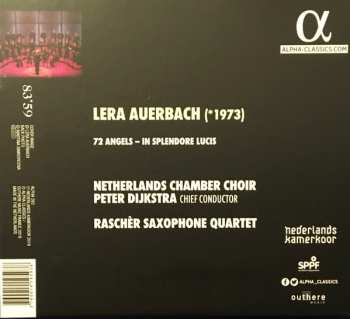 α
ALPHA-CLASSICS.COM
83'59
LERA AUERBACH (*1973)
72 ANGELS – IN SPLENDORE LUCIS
NETHERLANDS CHAMBER CHOIR
PETER DIJKSTRA CHIEF CONDUCTOR
RASCHÈR SAXOPHONE QUARTET
nederlands
kamerkoor
SPPF
ALPHA_CLASSICS
outhere
MUSIC